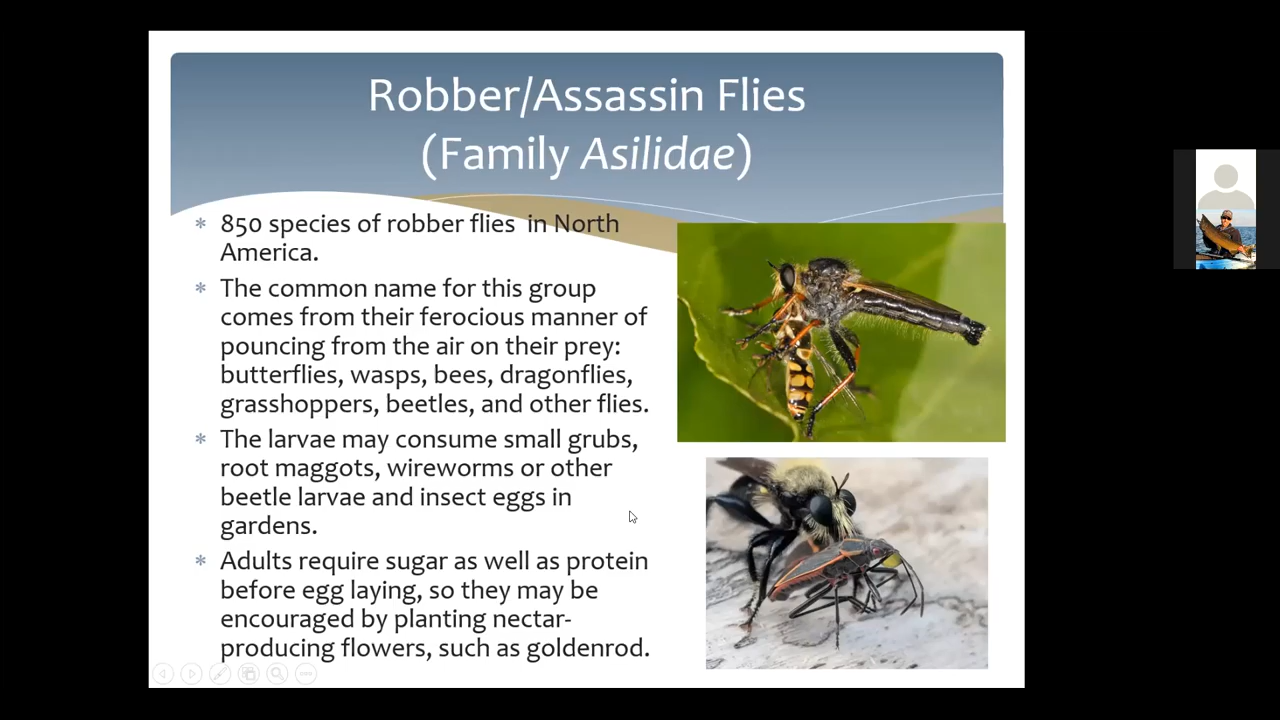 Robber/Assassin Flies
(Family Asilidae)
* 850 species of robber flies  in North
America.
* The common name for this group
comes from their ferocious manner of
pouncing from the air on their prey:
butterflies, wasps, bees, dragonflies,
grasshoppers, beetles, and other flies.
* The larvae may consume small grubs,
root maggots, wireworms or other
beetle larvae and insect eggs in
gardens.
* Adults require sugar as well as protein
before egg laying, so they may be
encouraged by planting nectar-
producing flowers, such as goldenrod.